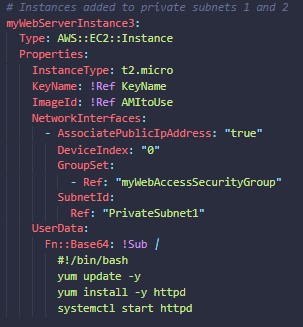 # Instances added to private subnets 1 and 2
myWebServerInstance3:
  Type: AWS::EC2::Instance
  Properties:
    InstanceType: t2.micro
    KeyName: !Ref KeyName
    ImageId: !Ref AMItoUse
    NetworkInterfaces:
      - AssociatePublicIpAddress: "true"
        DeviceIndex: "0"
        GroupSet:
          - Ref: "myWebAccessSecurityGroup"
        SubnetId:
          Ref: "PrivateSubnet1"
    UserData:
      Fn::Base64: !Sub |
        #!/bin/bash
        yum update -y
        yum install -y httpd
        systemctl start httpd